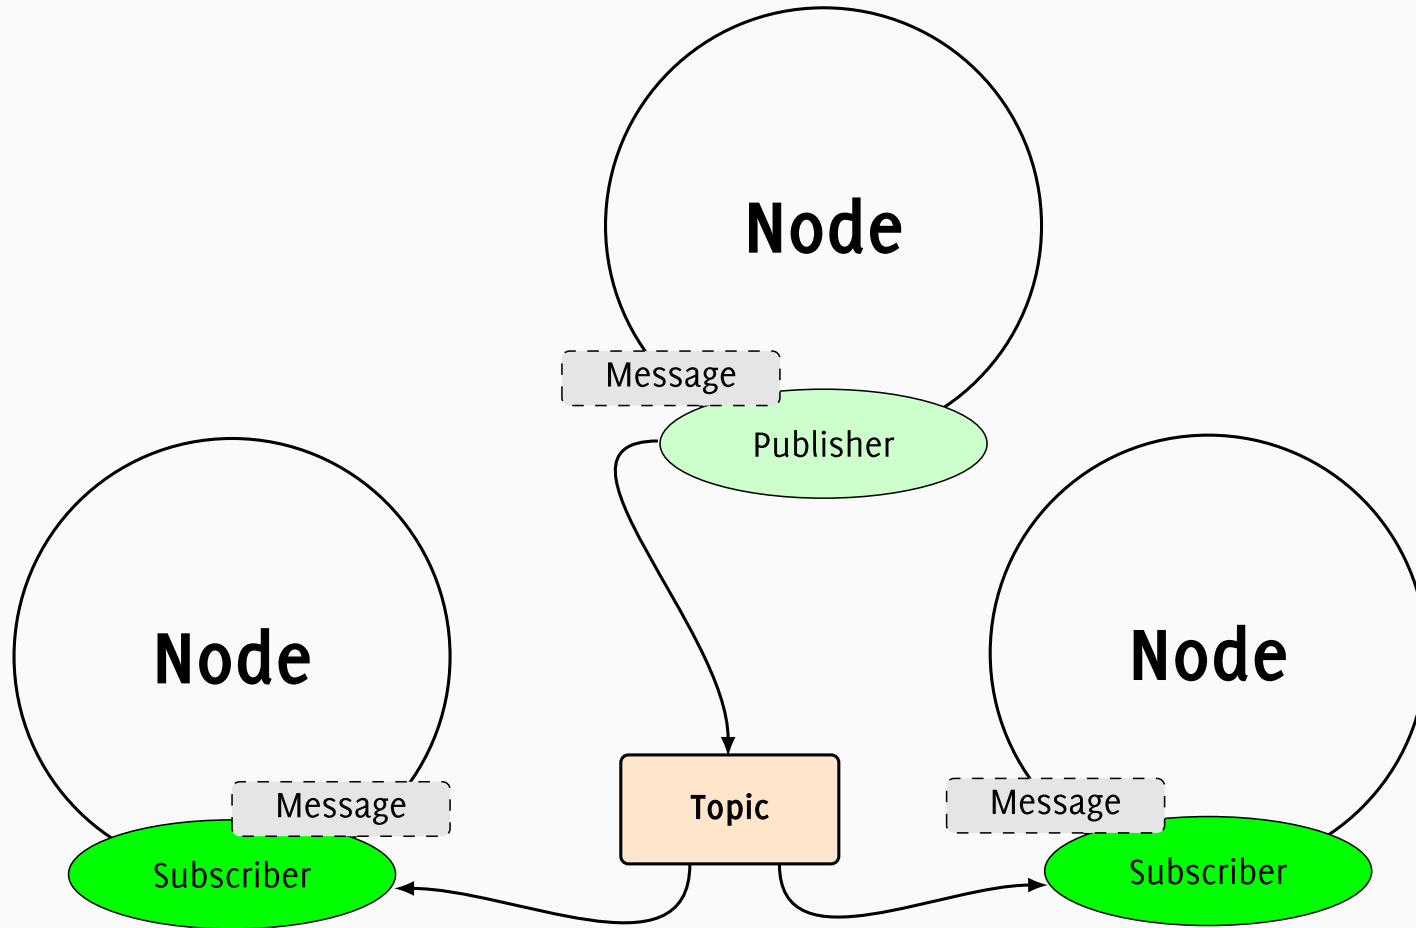 Node
Message
Publisher
Node
Message
Subscriber
Topic
Node
Message
Subscriber